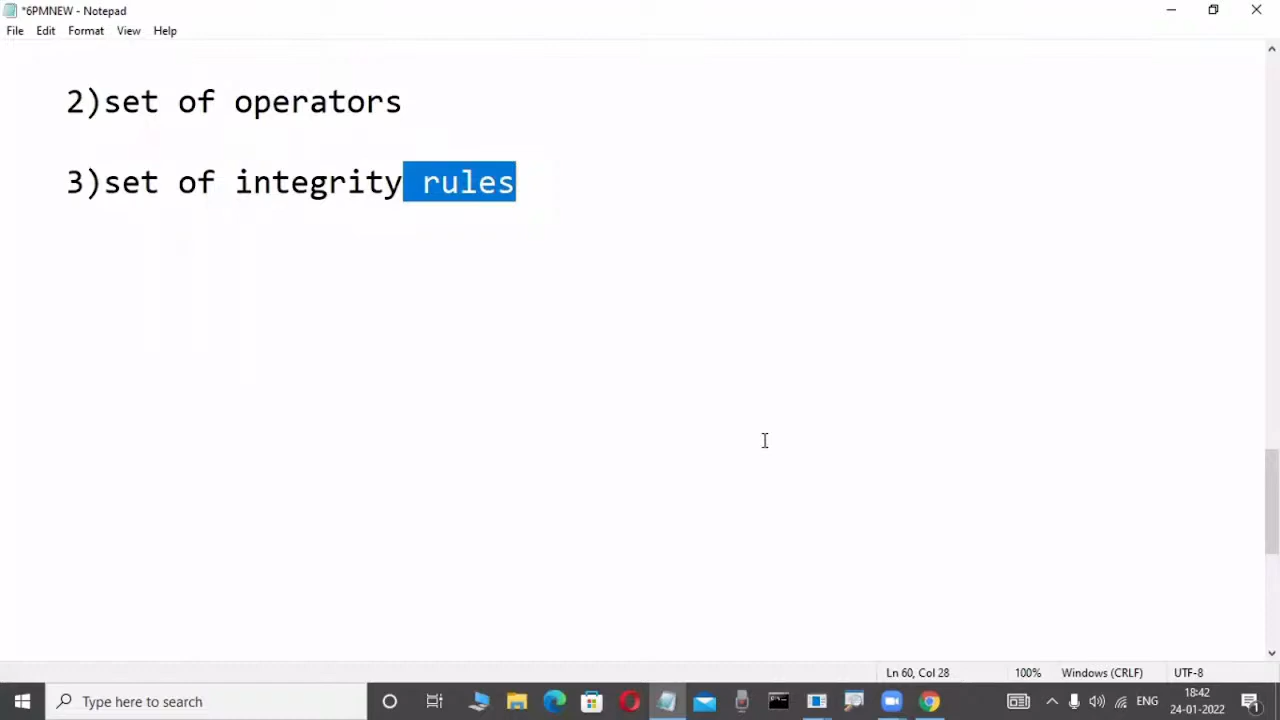 *6PMNEW - Notepad
File Edit Format View Help
2)set of operators
3)set of integrity rules
Ln 60, Col 28 100% Windows (CRLF) UTF-8
Type here to search
ENG
18:42
24-01-2022
1